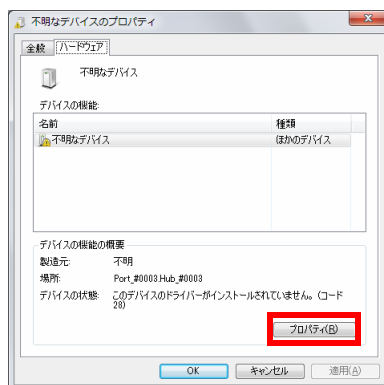 不明なデバイスのプロパティ
全般 ハードウェア
不明なデバイス
デバイスの機能:
名前 種類
不明なデバイス ほかのデバイス
デバイスの機能の概要
製造元: 不明
場所: Port_#0003.Hub_#0003
デバイスの状態: このデバイスのドライバーがインストールされていません。(コード
28)
プロパティ(R)
OK キャンセル 適用(A)